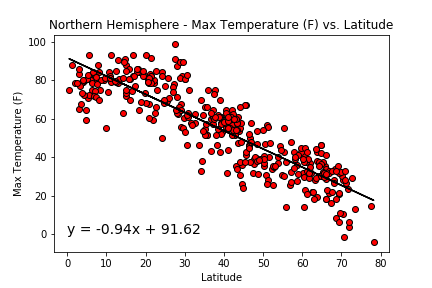 Northern Hemisphere - Max Temperature (F) vs. Latitude
100
80
60
40
20
0
Max Temperature (F)
y = -0.94x + 91.62
0 10 20 30 40 50 60 70 80
Latitude